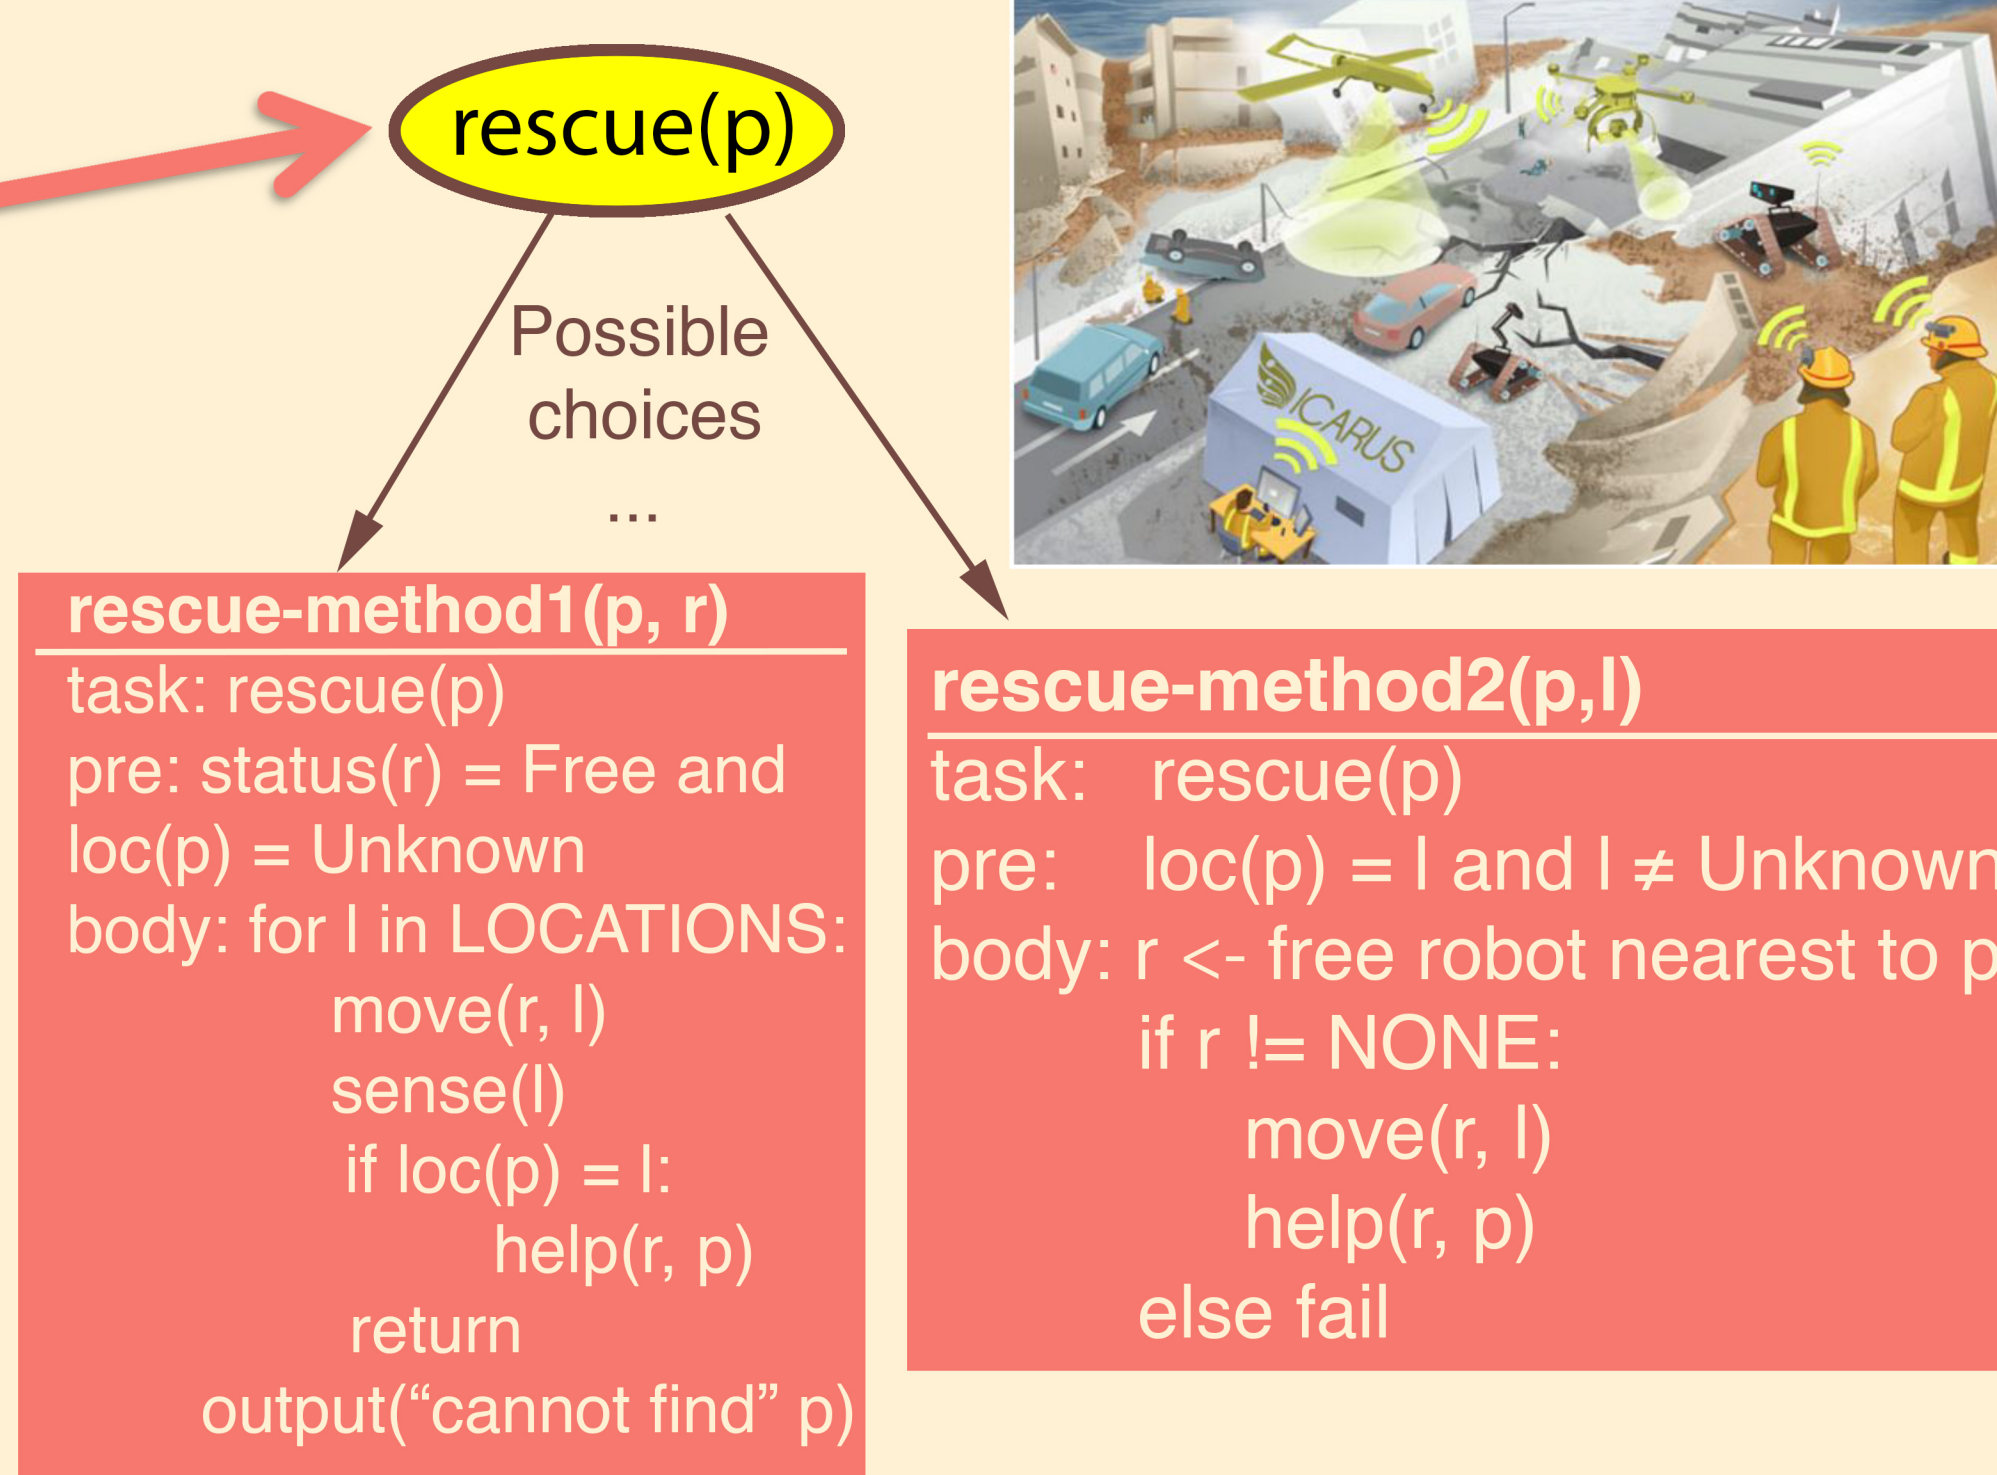 rescue(p)
Possible
choices
...
ICARUS
rescue-method1(p, r)
task: rescue(p)
pre: status(r) = Free and
loc(p) = Unknown
body: for l in LOCATIONS:
move(r, l)
sense(l)
if loc(p) = l:
help(r, p)
return
output(“cannot find” p)
rescue-method2(p,l)
task: rescue(p)
pre: loc(p) = l and l ≠ Unknown
body: r <- free robot nearest to p
if r != NONE:
move(r, l)
help(r, p)
else fail